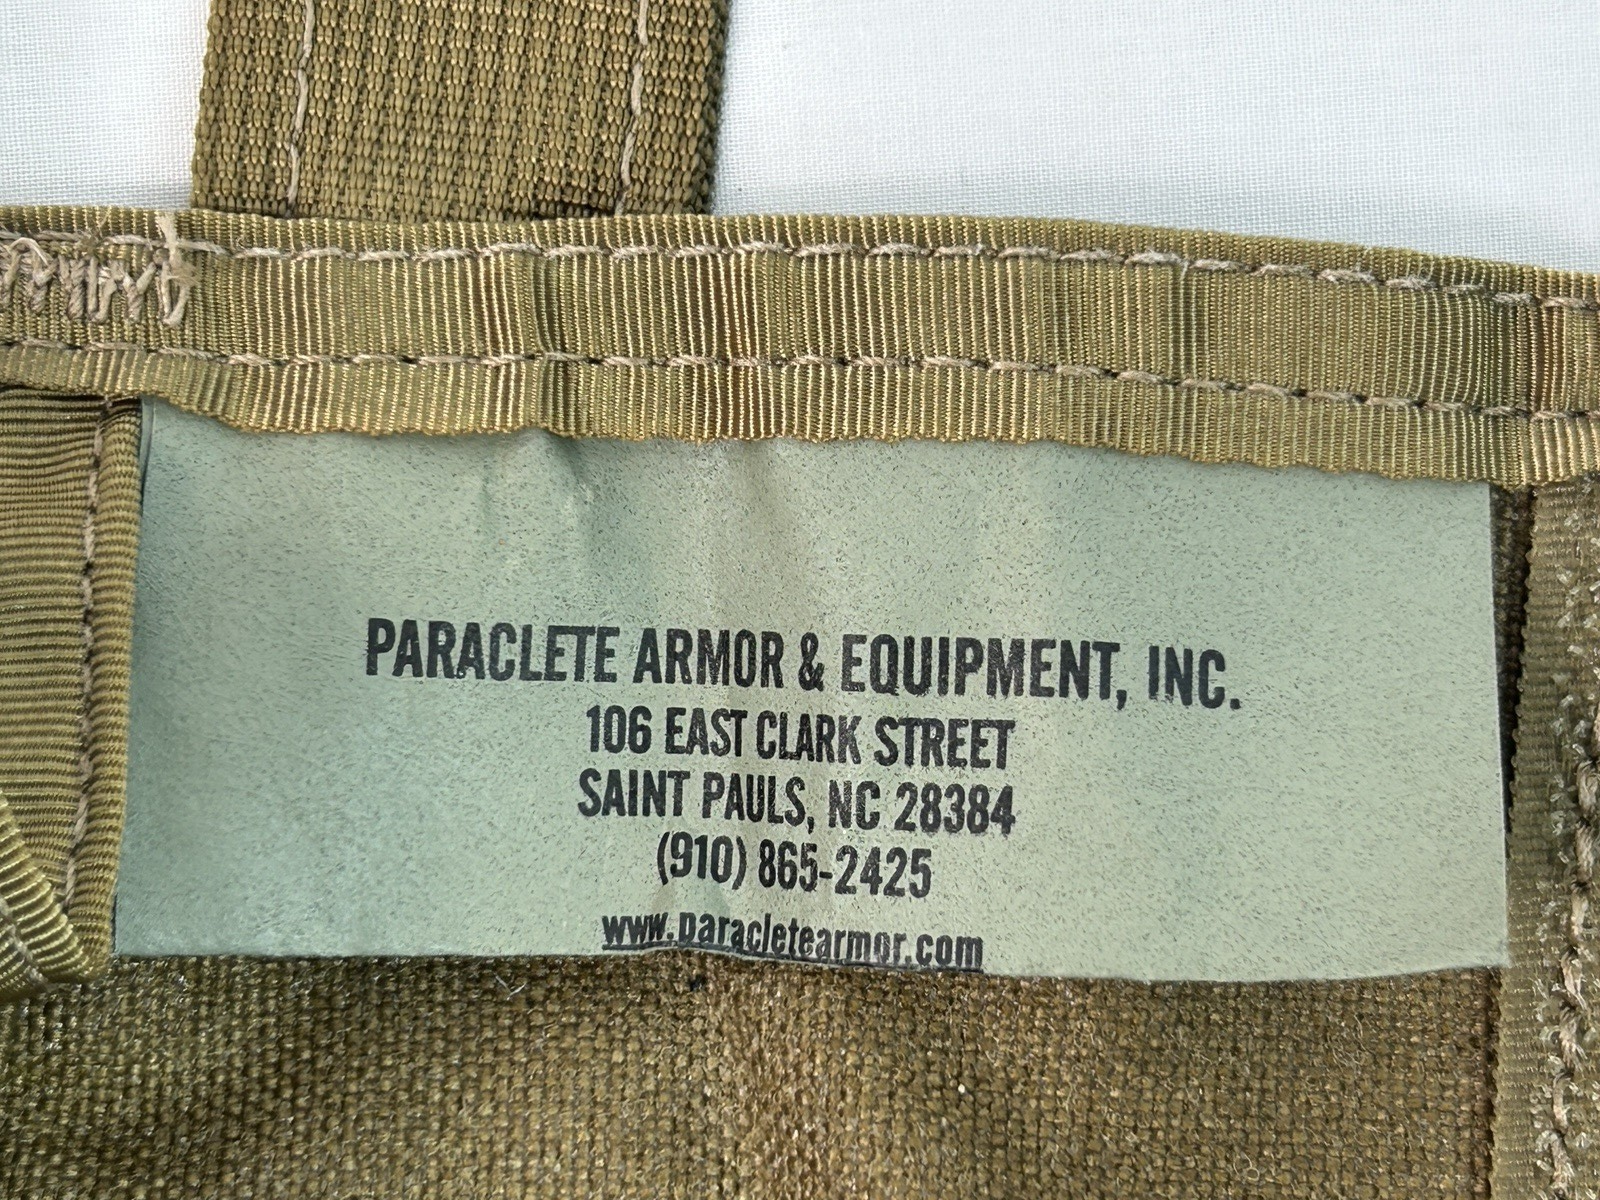 PARACLETE ARMOR & EQUIPMENT, INC.
106 EAST CLARK STREET
SAINT PAULS, NC 28384
(910) 865-2425
www.paracletearmor.com